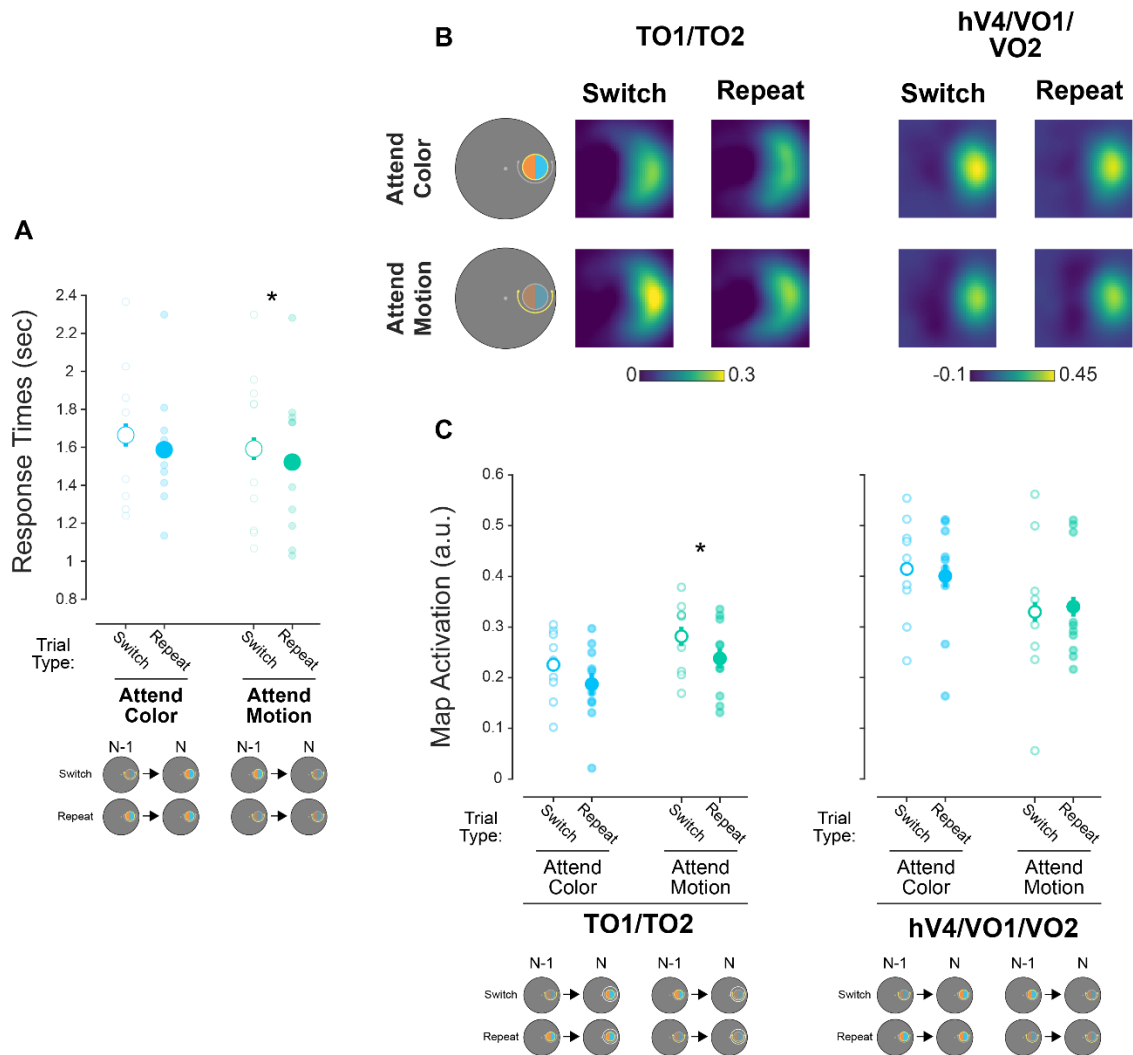 B
TO1/TO2
hV4/VO1/
VO2
Switch
Repeat
Switch
Repeat
Attend
Color
Attend
Motion
0
0.3
-0.1
0.45
A
*
Response Times (sec)
2.4
2.2
2
1.8
1.6
1.4
1.2
1
0.8
Trial
Type:
Switch
Repeat
Switch
Repeat
Attend
Color
Attend
Motion
N-1
N
N-1
N
Switch
Repeat
C
Map Activation (a.u.)
0.6
0.5
0.4
0.3
0.2
0.1
0
*
Trial
Type:
Switch
Repeat
Switch
Repeat
Switch
Repeat
Switch
Repeat
Attend
Color
Attend
Motion
Attend
Color
Attend
Motion
TO1/TO2
hV4/VO1/VO2
N-1
N
N-1
N
N-1
N
N-1
N
Switch
Repeat
Switch
Repeat